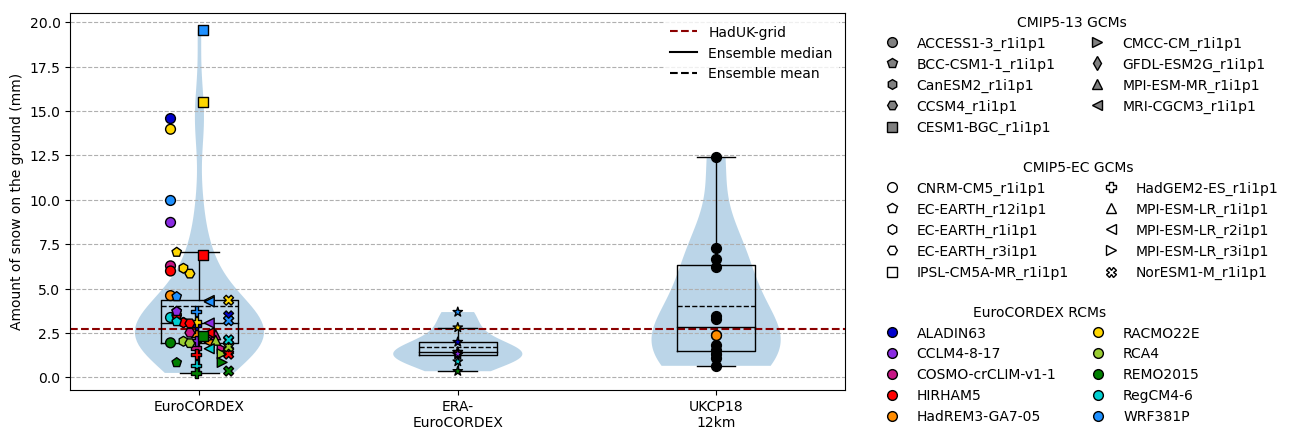 Amount of snow on the ground (mm)
20.0
17.5
15.0
12.5
10.0
7.5
5.0
2.5
0.0
EuroCORDEX
ERA-
EuroCORDEX
UKCP18
12km
HadUK-grid
Ensemble median
Ensemble mean
CMIP5-13 GCMs
ACCESS1-3_r1i1p1
BCC-CSM1-1_r1i1p1
CanESM2_r1i1p1
CCSM4_r1i1p1
CESM1-BGC_r1i1p1
CMCC-CM_r1i1p1
GFDL-ESM2G_r1i1p1
MPI-ESM-MR_r1i1p1
MRI-CGCM3_r1i1p1
CMIP5-EC GCMs
CNRM-CM5_r1i1p1
EC-EARTH_r12i1p1
EC-EARTH_r1i1p1
EC-EARTH_r3i1p1
IPSL-CM5A-MR_r1i1p1
HadGEM2-ES_r1i1p1
MPI-ESM-LR_r1i1p1
MPI-ESM-LR_r2i1p1
MPI-ESM-LR_r3i1p1
NorESM1-M_r1i1p1
EuroCORDEX RCMs
ALADIN63
CCLM4-8-17
COSMO-crCLIM-v1-1
HIRHAM5
HadREM3-GA7-05
RACMO22E
RCA4
REMO2015
RegCM4-6
WRF381P